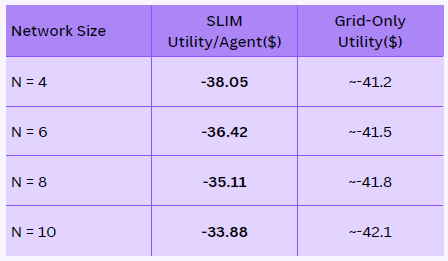 Network Size SLIM Utility/Agent($) Grid-Only Utility($)
N = 4 -38.05 ~-41.2
N = 6 -36.42 ~-41.5
N = 8 -35.11 ~-41.8
N = 10 -33.88 ~-42.1